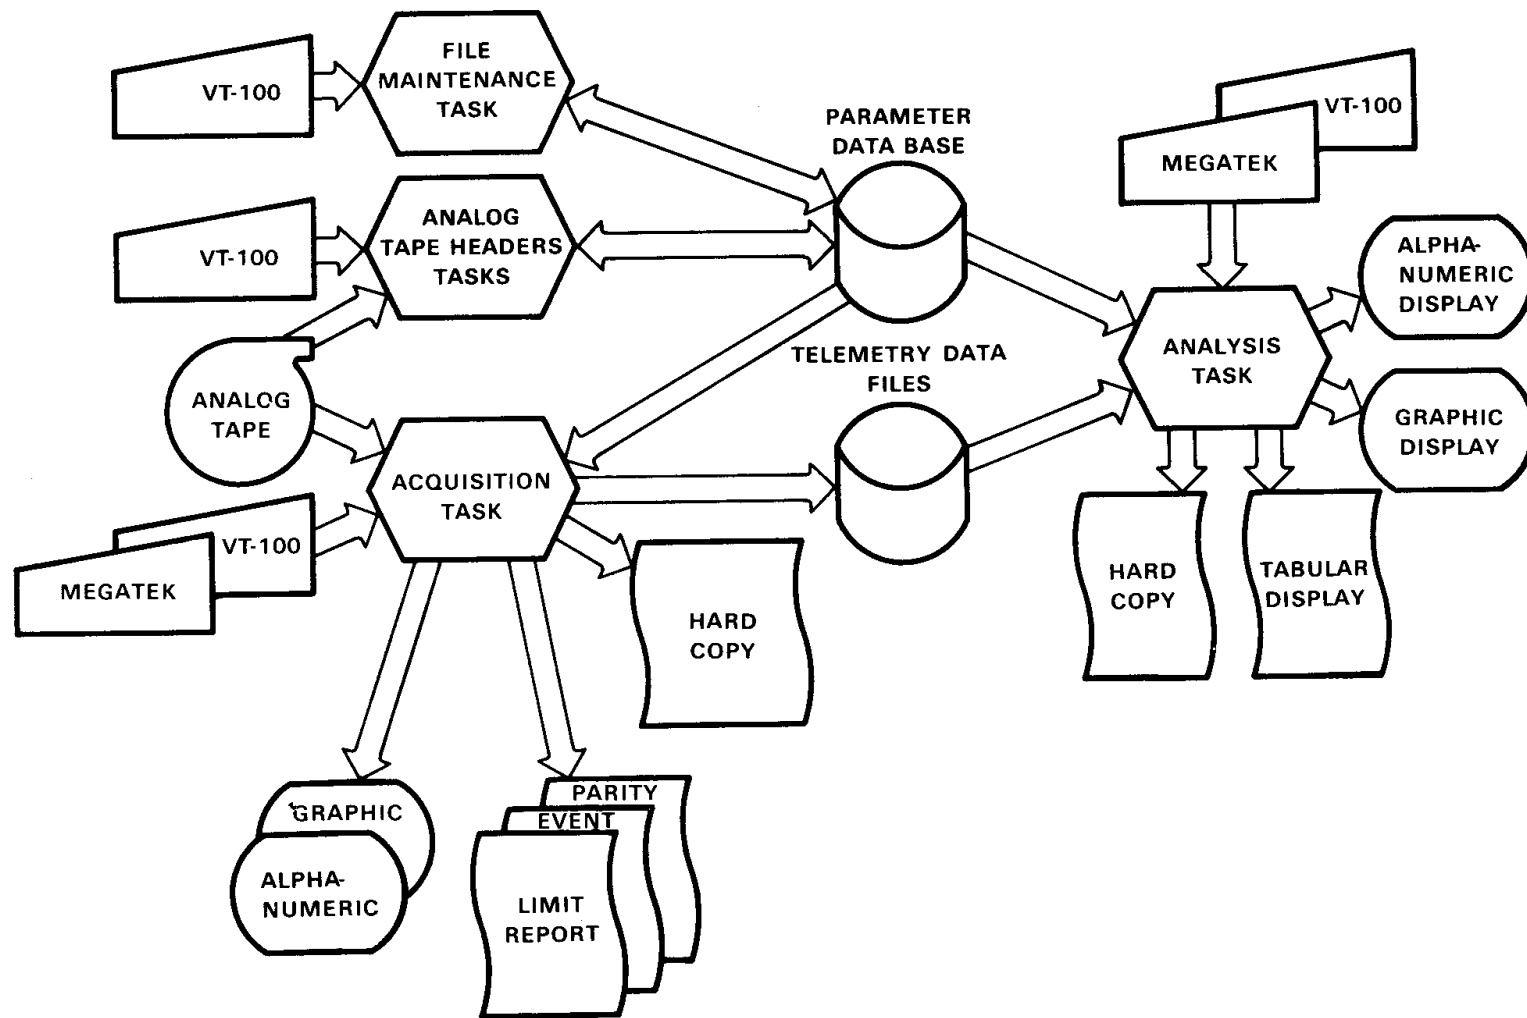 FILE
MAINTENANCE
TASK
VT-100
PARAMETER
DATA BASE
VT-100
MEGATEK
ANALOG
TAPE HEADERS
TASKS
VT-100
ALPHA-
NUMERIC
DISPLAY
ANALYSIS
TASK
TELEMETRY DATA
FILES
ANALOG
TAPE
GRAPHIC
DISPLAY
ACQUISITION
TASK
VT-100
MEGATEK
HARD
COPY
HARD
COPY
TABULAR
DISPLAY
GRAPHIC
ALPHA-
NUMERIC
PARITY
EVENT
LIMIT
REPORT